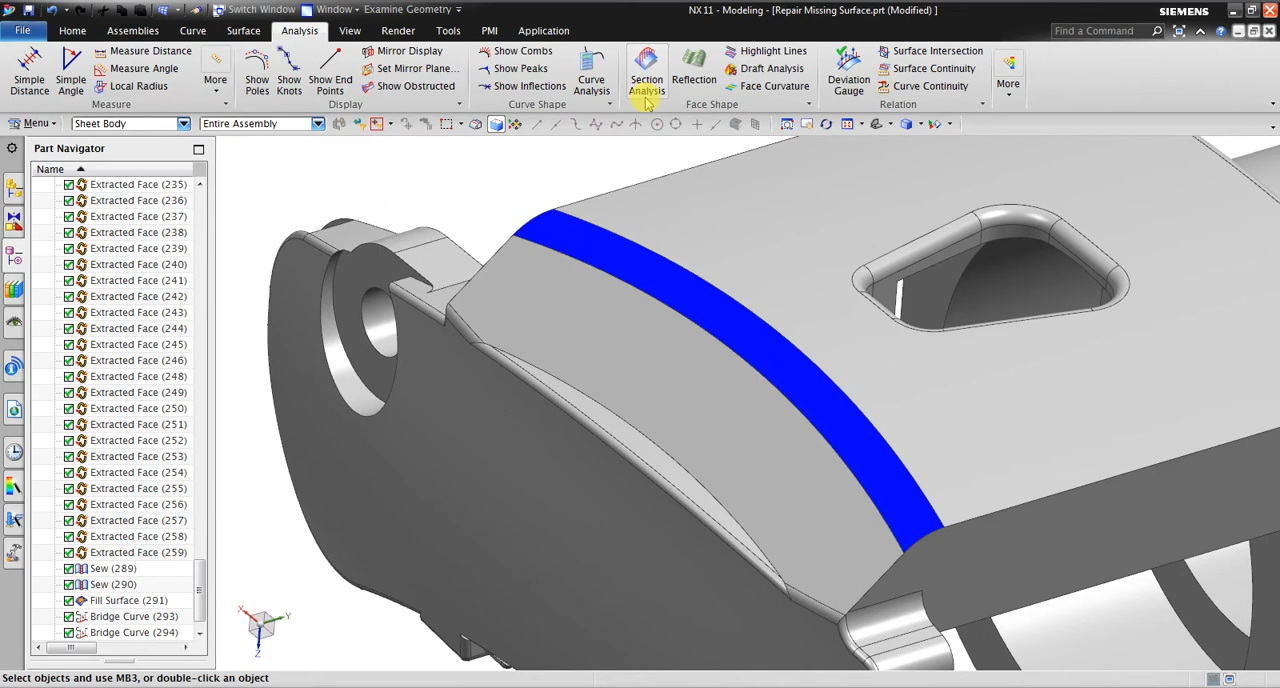 Switch Window Window Examine Geometry
NX 11 - Modeling - [Repair Missing Surface.prt (Modified) ]
SIEMENS
File Home Assemblies Curve Surface Analysis View Render Tools PMI Application
Find a Command
Simple Distance
Simple Angle
Measure Distance
Measure Angle
Local Radius
More
Measure
Show Poles
Show Knots
Show End Points
Mirror Display
Set Mirror Plane...
Show Obstructed
Display
Show Combs
Show Peaks
Show Inflections
Curve Analysis
Curve Shape
Section Analysis
Reflection
Highlight Lines
Draft Analysis
Face Curvature
Face Shape
Deviation Gauge
Surface Intersection
Surface Continuity
Curve Continuity
Relation
More
Menu
Sheet Body
Entire Assembly
Part Navigator
Name
Extracted Face (235)
Extracted Face (236)
Extracted Face (237)
Extracted Face (238)
Extracted Face (239)
Extracted Face (240)
Extracted Face (241)
Extracted Face (242)
Extracted Face (243)
Extracted Face (244)
Extracted Face (245)
Extracted Face (246)
Extracted Face (248)
Extracted Face (249)
Extracted Face (250)
Extracted Face (251)
Extracted Face (252)
Extracted Face (253)
Extracted Face (254)
Extracted Face (255)
Extracted Face (256)
Extracted Face (257)
Extracted Face (258)
Extracted Face (259)
Sew (289)
Sew (290)
Fill Surface (291)
Bridge Curve (293)
Bridge Curve (294)
X
Y
Z
Select objects and use MB3, or double-click an object